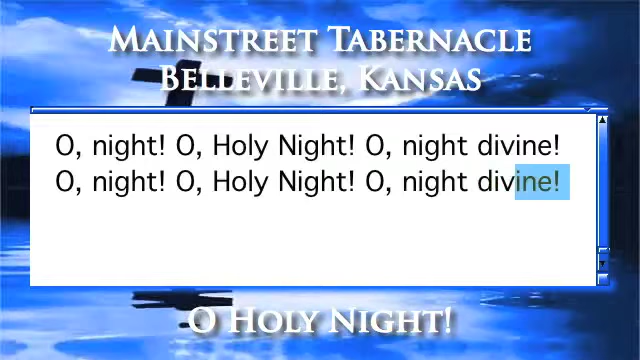 Mainstreet Tabernacle
Belleville, Kansas
O, night! O, Holy Night! O, night divine!
O, night! O, Holy Night! O, night divine!
O Holy Night!